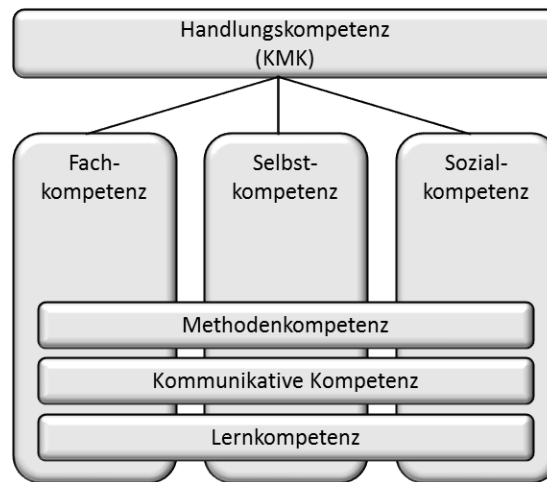 Handlungskompetenz
(KMK)
Fach-
kompetenz
Selbst-
kompetenz
Sozial-
kompetenz
Methodenkompetenz
Kommunikative Kompetenz
Lernkompetenz